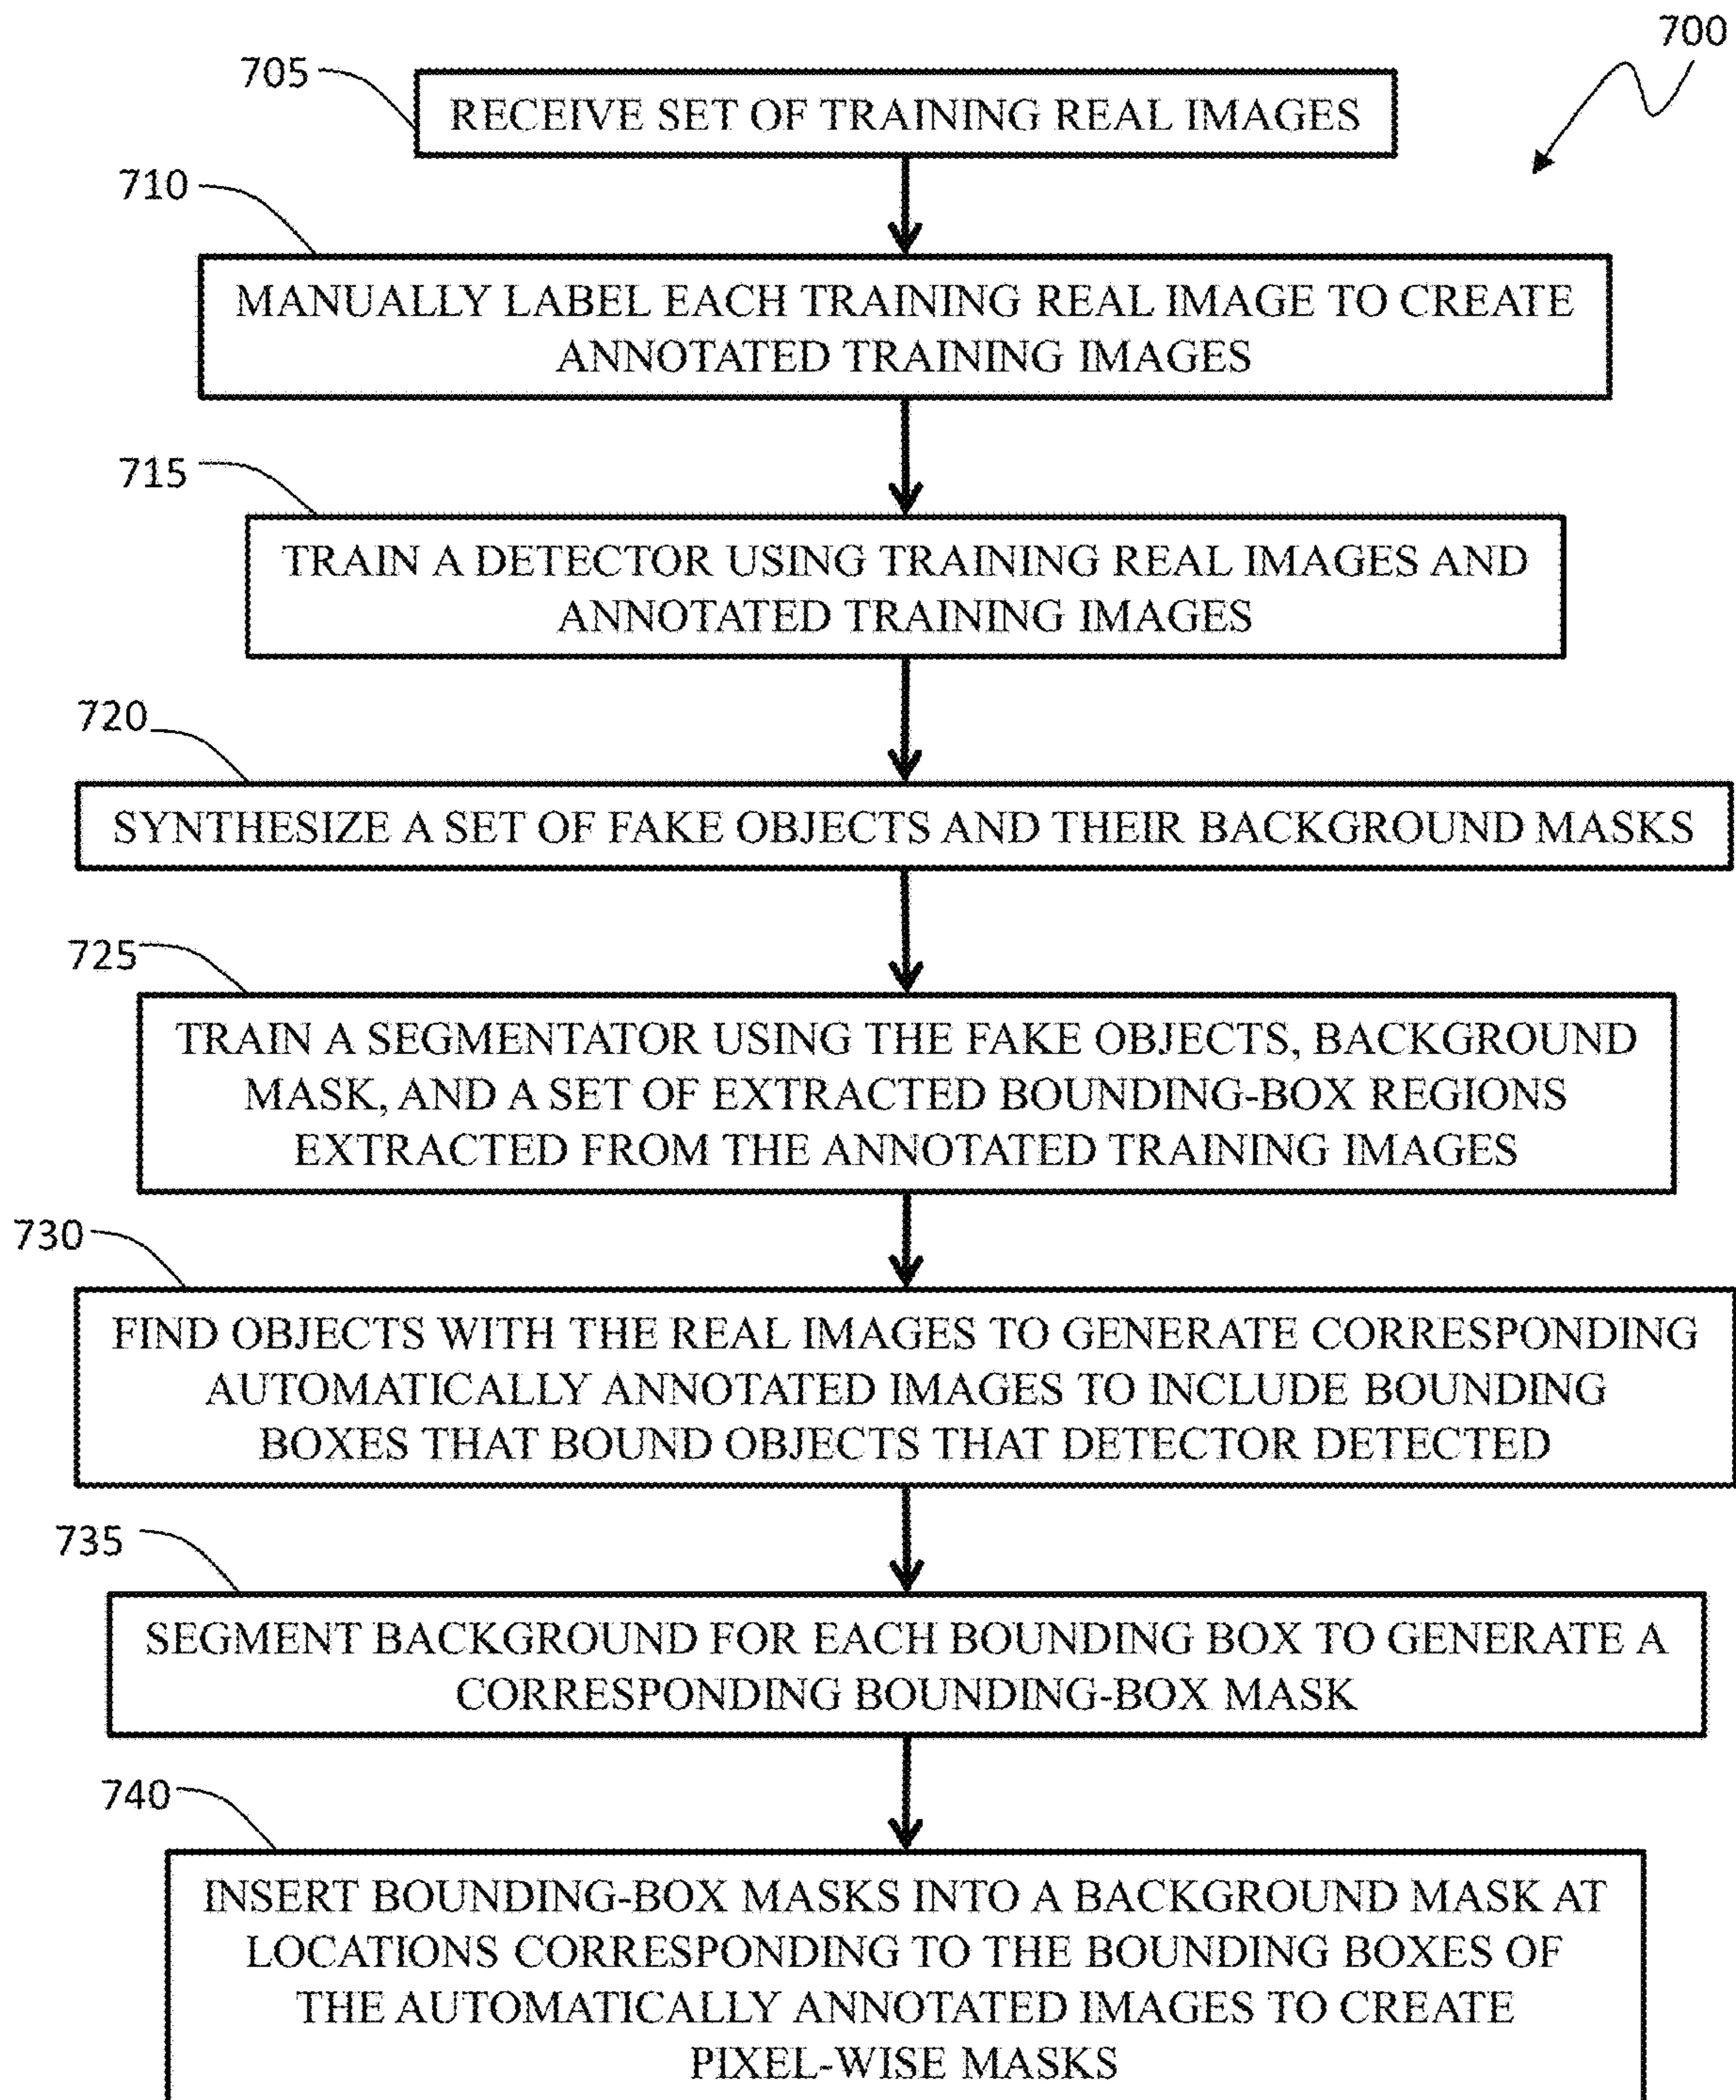 700
705
RECEIVE SET OF TRAINING REAL IMAGES
710
MANUALLY LABEL EACH TRAINING REAL IMAGE TO CREATE
ANNOTATED TRAINING IMAGES
715
TRAIN A DETECTOR USING TRAINING REAL IMAGES AND
ANNOTATED TRAINING IMAGES
720
SYNTHESIZE A SET OF FAKE OBJECTS AND THEIR BACKGROUND MASKS
725
TRAIN A SEGMENTATOR USING THE FAKE OBJECTS, BACKGROUND
MASK, AND A SET OF EXTRACTED BOUNDING-BOX REGIONS
EXTRACTED FROM THE ANNOTATED TRAINING IMAGES
730
FIND OBJECTS WITH THE REAL IMAGES TO GENERATE CORRESPONDING
AUTOMATICALLY ANNOTATED IMAGES TO INCLUDE BOUNDING
BOXES THAT BOUND OBJECTS THAT DETECTOR DETECTED
735
SEGMENT BACKGROUND FOR EACH BOUNDING BOX TO GENERATE A
CORRESPONDING BOUNDING-BOX MASK
740
INSERT BOUNDING-BOX MASKS INTO A BACKGROUND MASK AT
LOCATIONS CORRESPONDING TO THE BOUNDING BOXES OF
THE AUTOMATICALLY ANNOTATED IMAGES TO CREATE
PIXEL-WISE MASKS